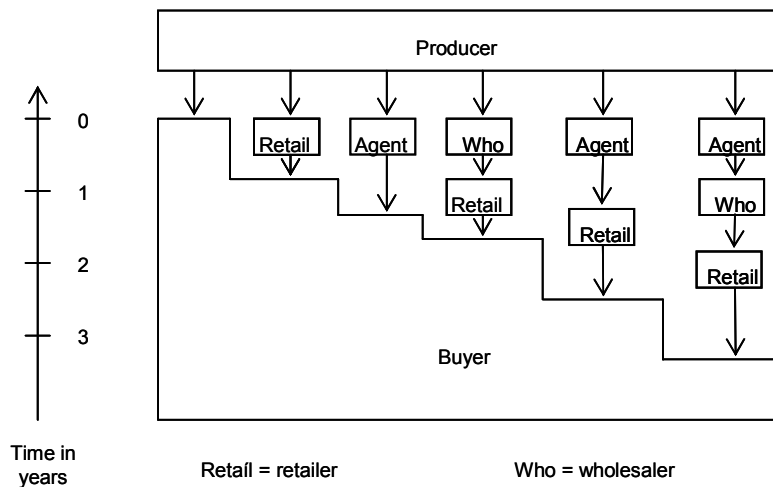 Producer
0
Retail Agent Who Agent Agent
1
Retail Who
Retail
2
Retail
3
Buyer
Time in
years
Retaíl = retailer Who = wholesaler